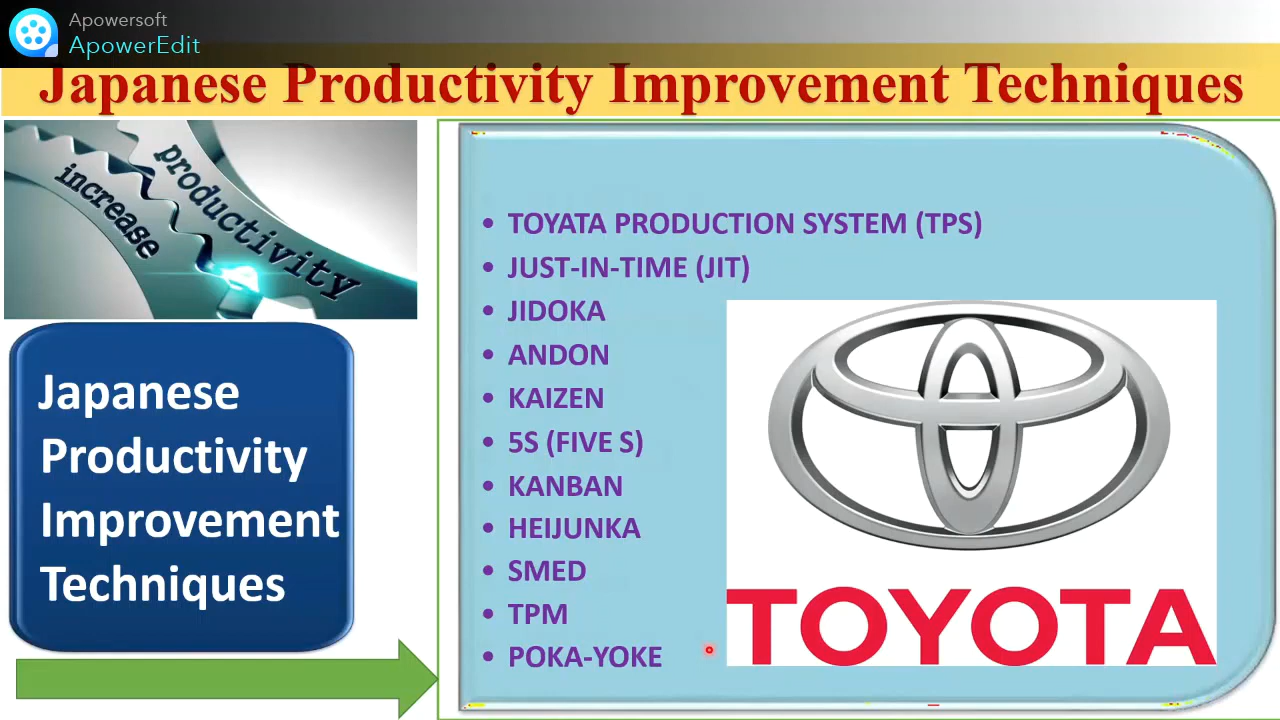 Apowersoft
ApowerEdit
Japanese Productivity Improvement Techniques
increase
productivity
Japanese
Productivity
Improvement
Techniques
• TOYATA PRODUCTION SYSTEM (TPS)
• JUST-IN-TIME (JIT)
• JIDOKA
• ANDON
• KAIZEN
• 5S (FIVE S)
• KANBAN
• HEIJUNKA
• SMED
• TPM
• POKA-YOKE
TOYOTA